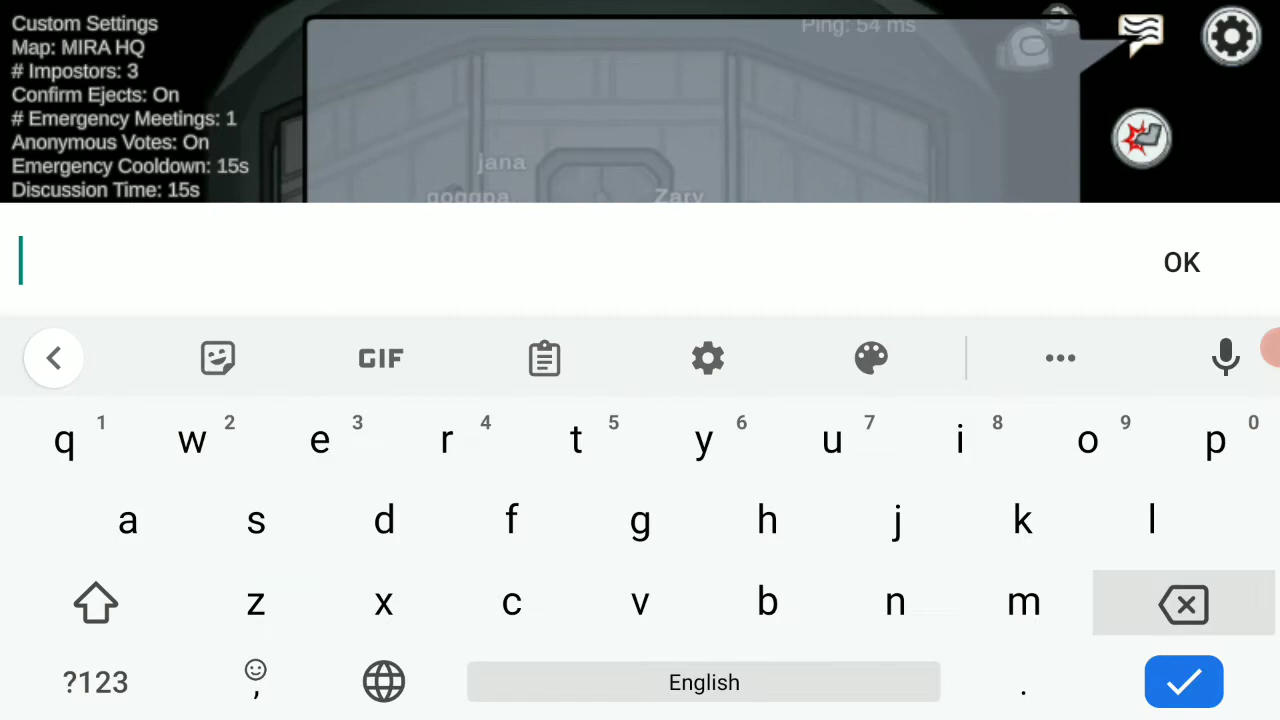 Custom Settings
Map: MIRA HQ
# Impostors: 3
Confirm Ejects: On
# Emergency Meetings: 1
Anonymous Votes: On
Emergency Cooldown: 15s
Discussion Time: 15s
Ping: 54 ms
jana
goggpa
Zary
OK
GIF
q 1 w 2 e 3 r 4 t 5 y 6 u 7 i 8 o 9 p 0
a s d f g h j k l
z x c v b n m
?123 , English .